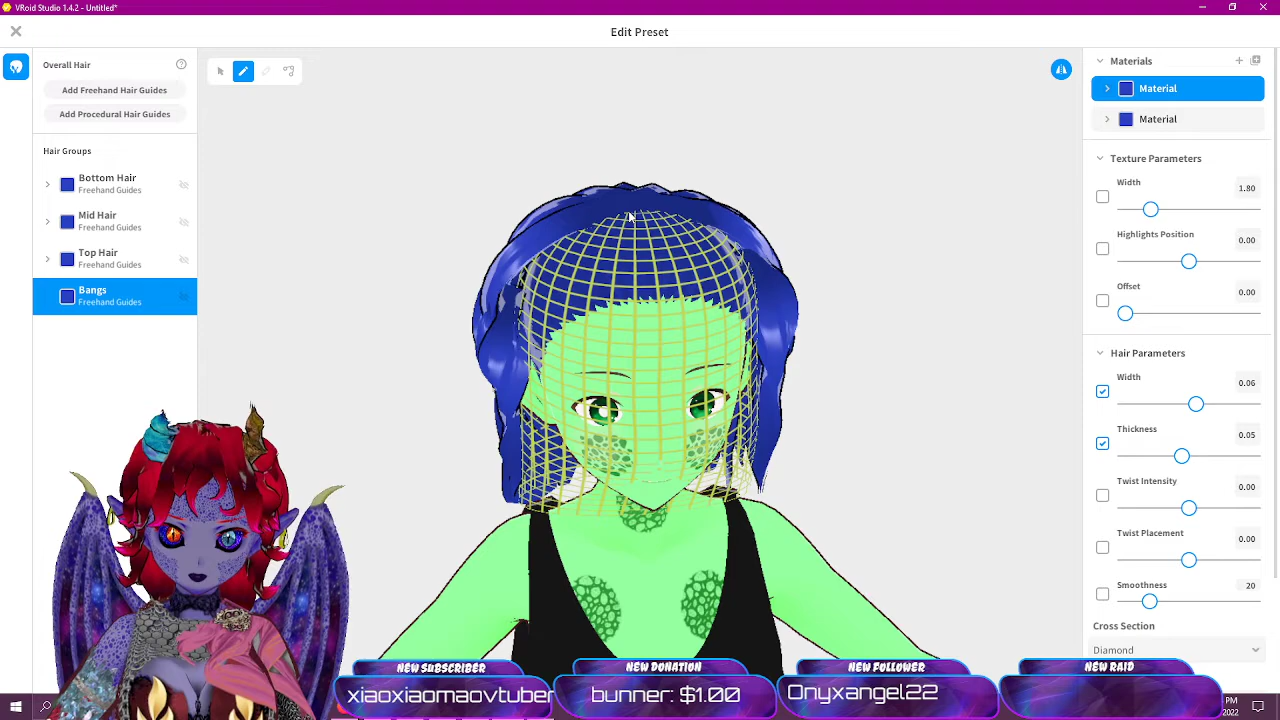 VRoid Studio 1.4.2 - Untitled*
Edit Preset
Overall Hair
Add Freehand Hair Guides
Add Procedural Hair Guides
Hair Groups
Bottom Hair
Freehand Guides
Mid Hair
Freehand Guides
Top Hair
Freehand Guides
Bangs
Freehand Guides
Materials
Material
Material
Texture Parameters
Width
1.80
Highlights Position
0.00
Offset
0.00
Hair Parameters
Width
0.06
Thickness
0.05
Twist Intensity
0.00
Twist Placement
0.00
Smoothness
20
Cross Section
Diamond
NEW SUBSCRIBER
xiaoxiaomaovtuber
NEW DONATION
bunner: $1.00
NEW FOLLOWER
Onyxangel22
NEW RAID
PM